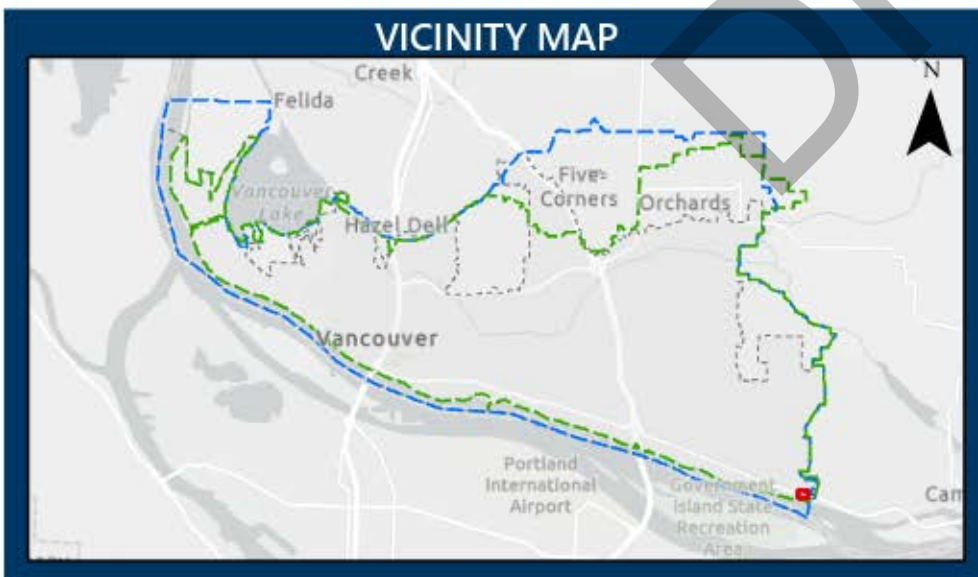 VICINITY MAP
Creek
N
Felida
Vancouver
Lake
Five
Corners
Orchards
Hazel Dell
Vancouver
Portland
International
Airport
Government
Island State
Recreation
Area
Cam